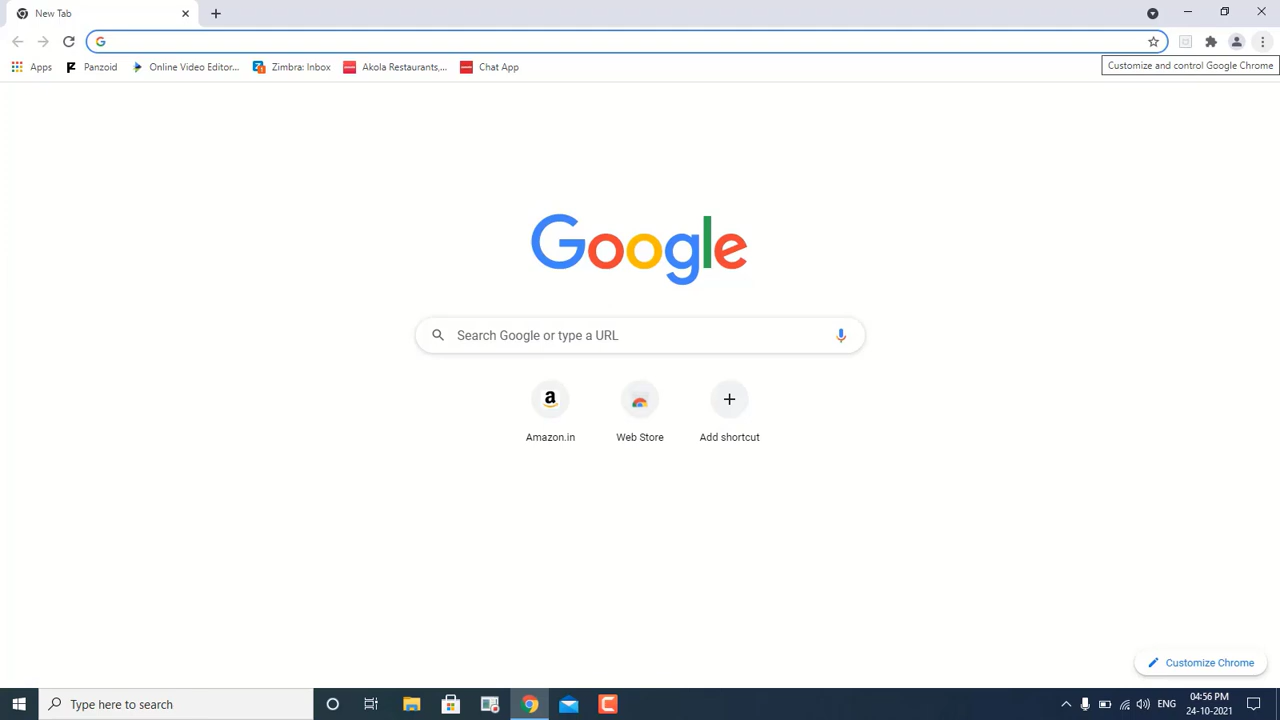 New Tab
Customize and control Google Chrome
Apps Panzoid Online Video Editor... Zimbra: Inbox Akola Restaurants,... Chat App
Google
Search Google or type a URL
a
Amazon.in Web Store Add shortcut
Customize Chrome
Type here to search
ENG
04:56 PM
24-10-2021